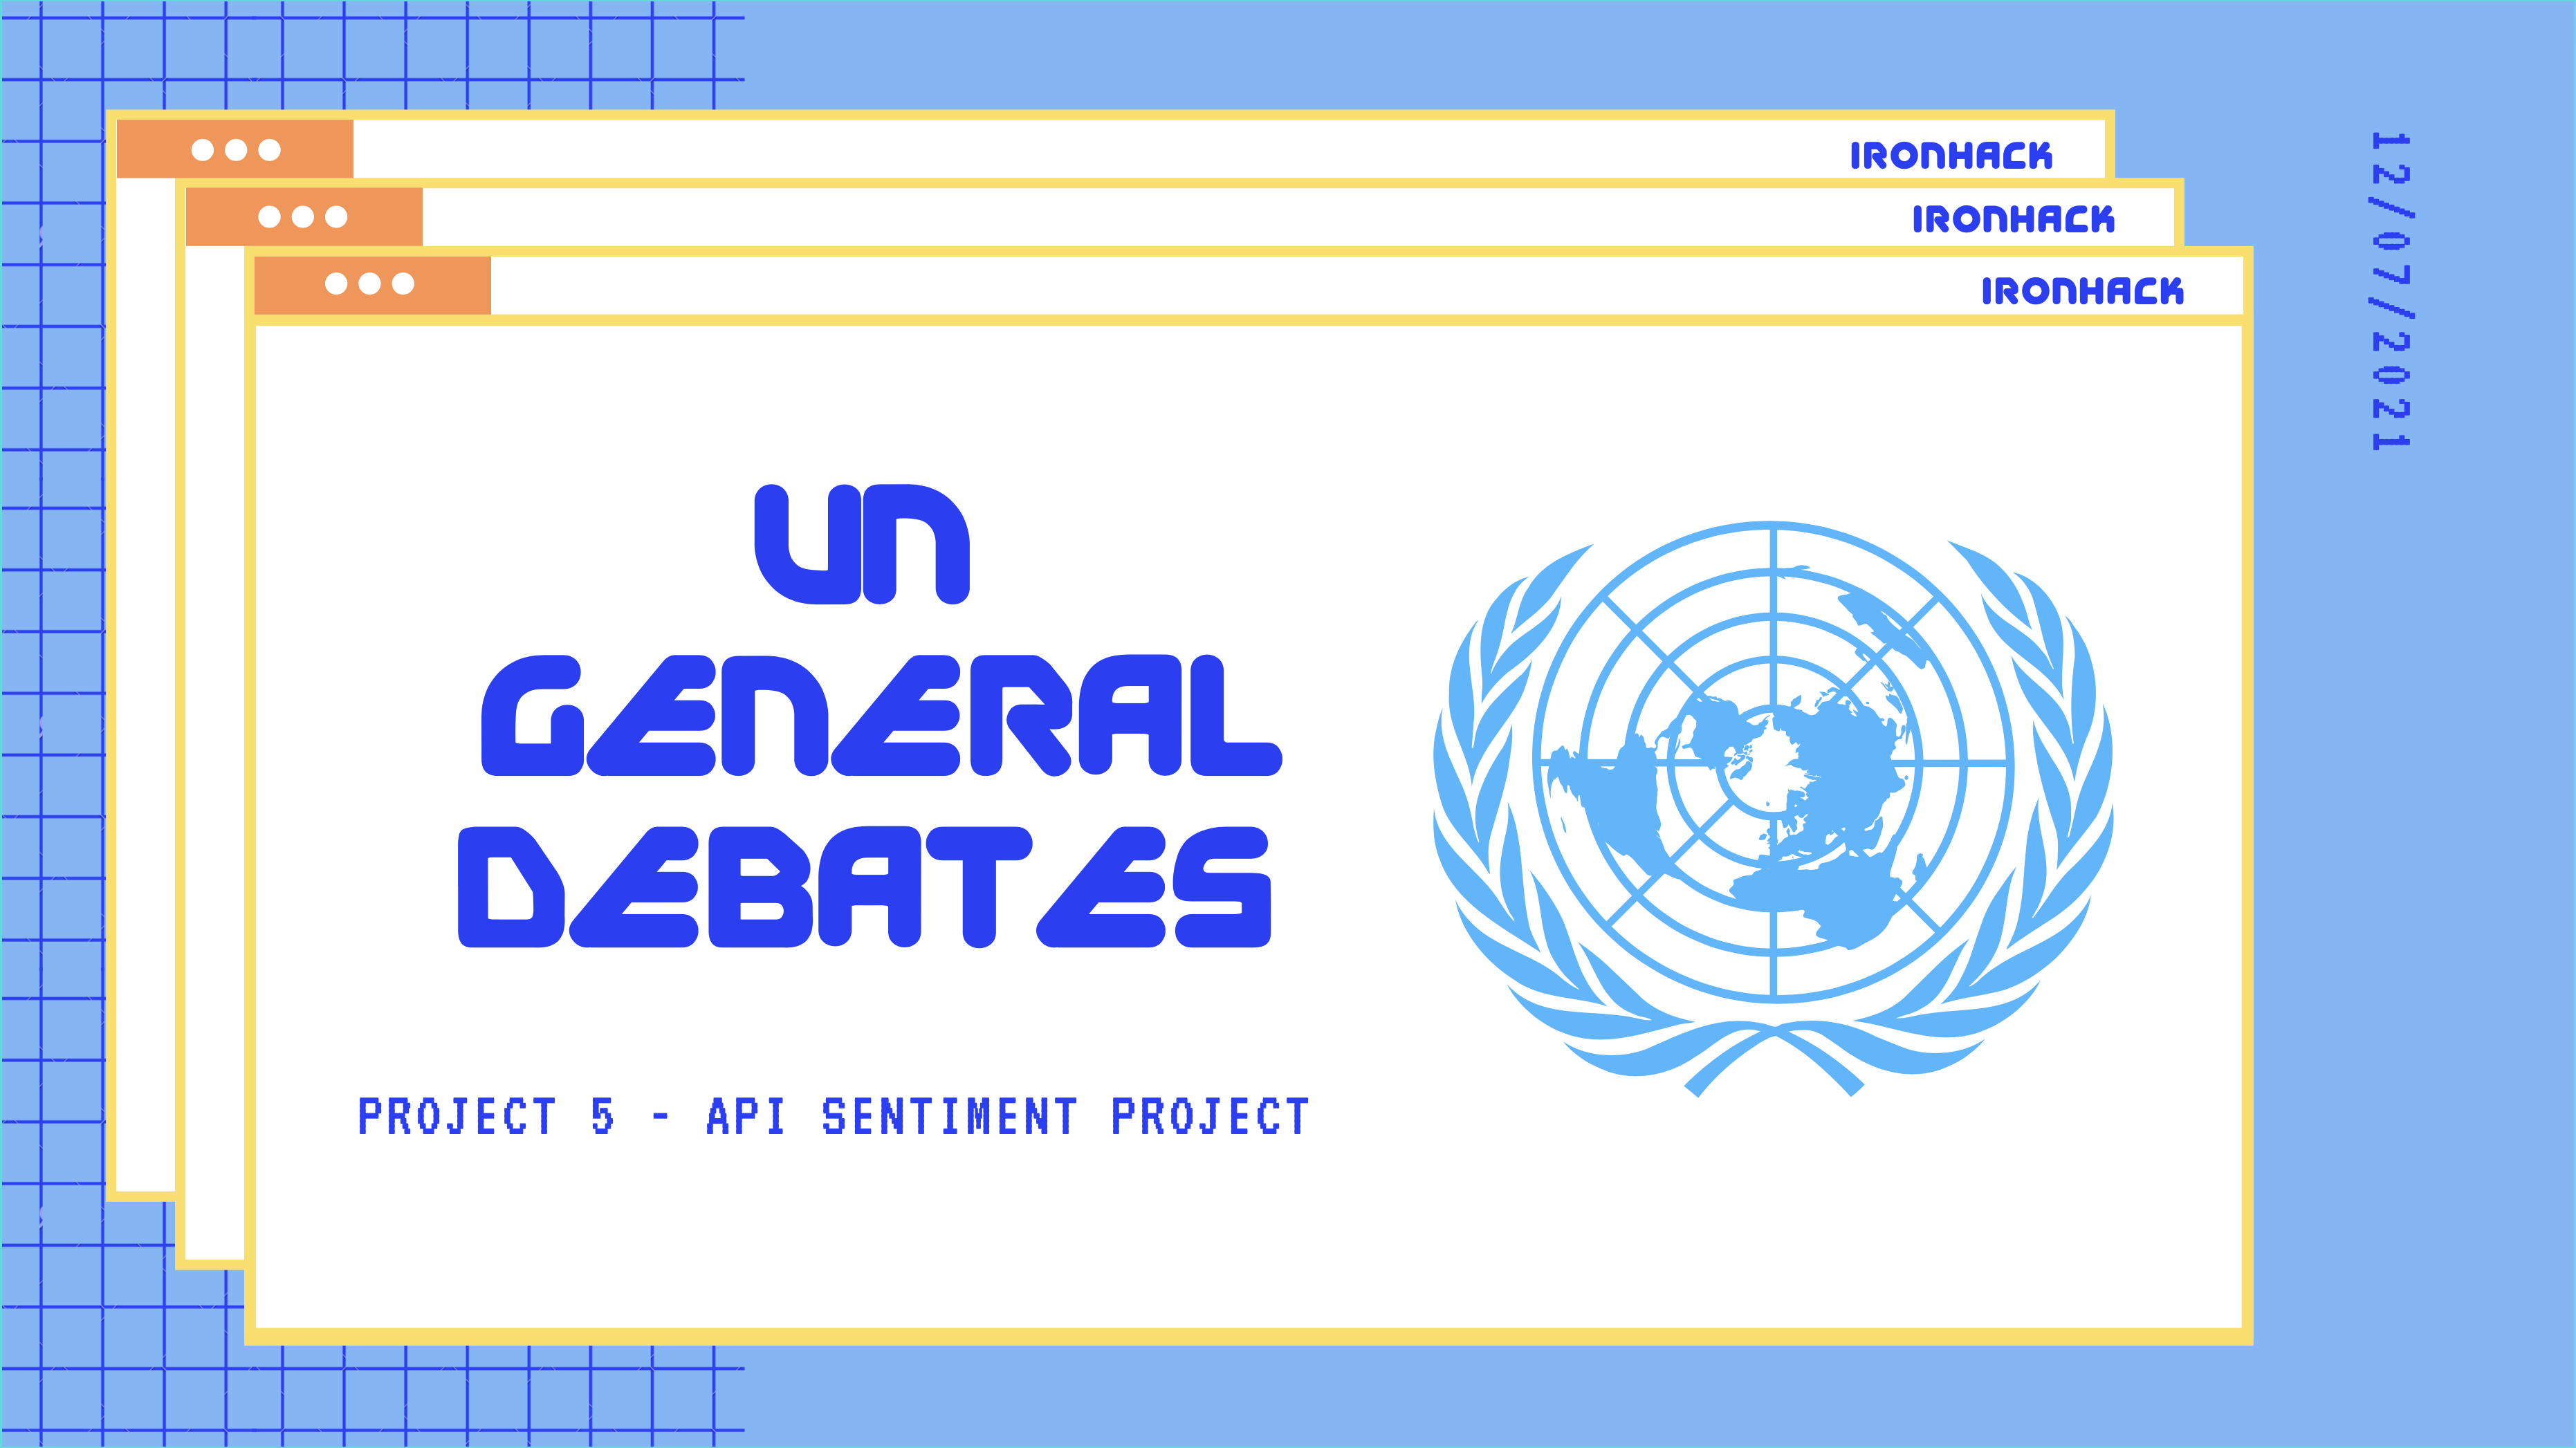 IRONHACK
IRONHACK
IRONHACK
12/07/2021
UN
GENERAL
DEBATES
PROJECT 5 - API SENTIMENT PROJECT